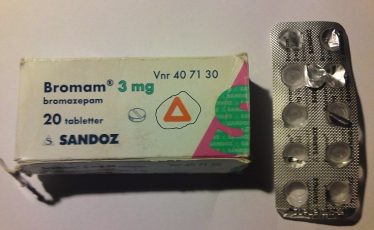 Vnr 40 71 30
Bromam® 3 mg
bromazepam
20 tabletter
SANDOZ